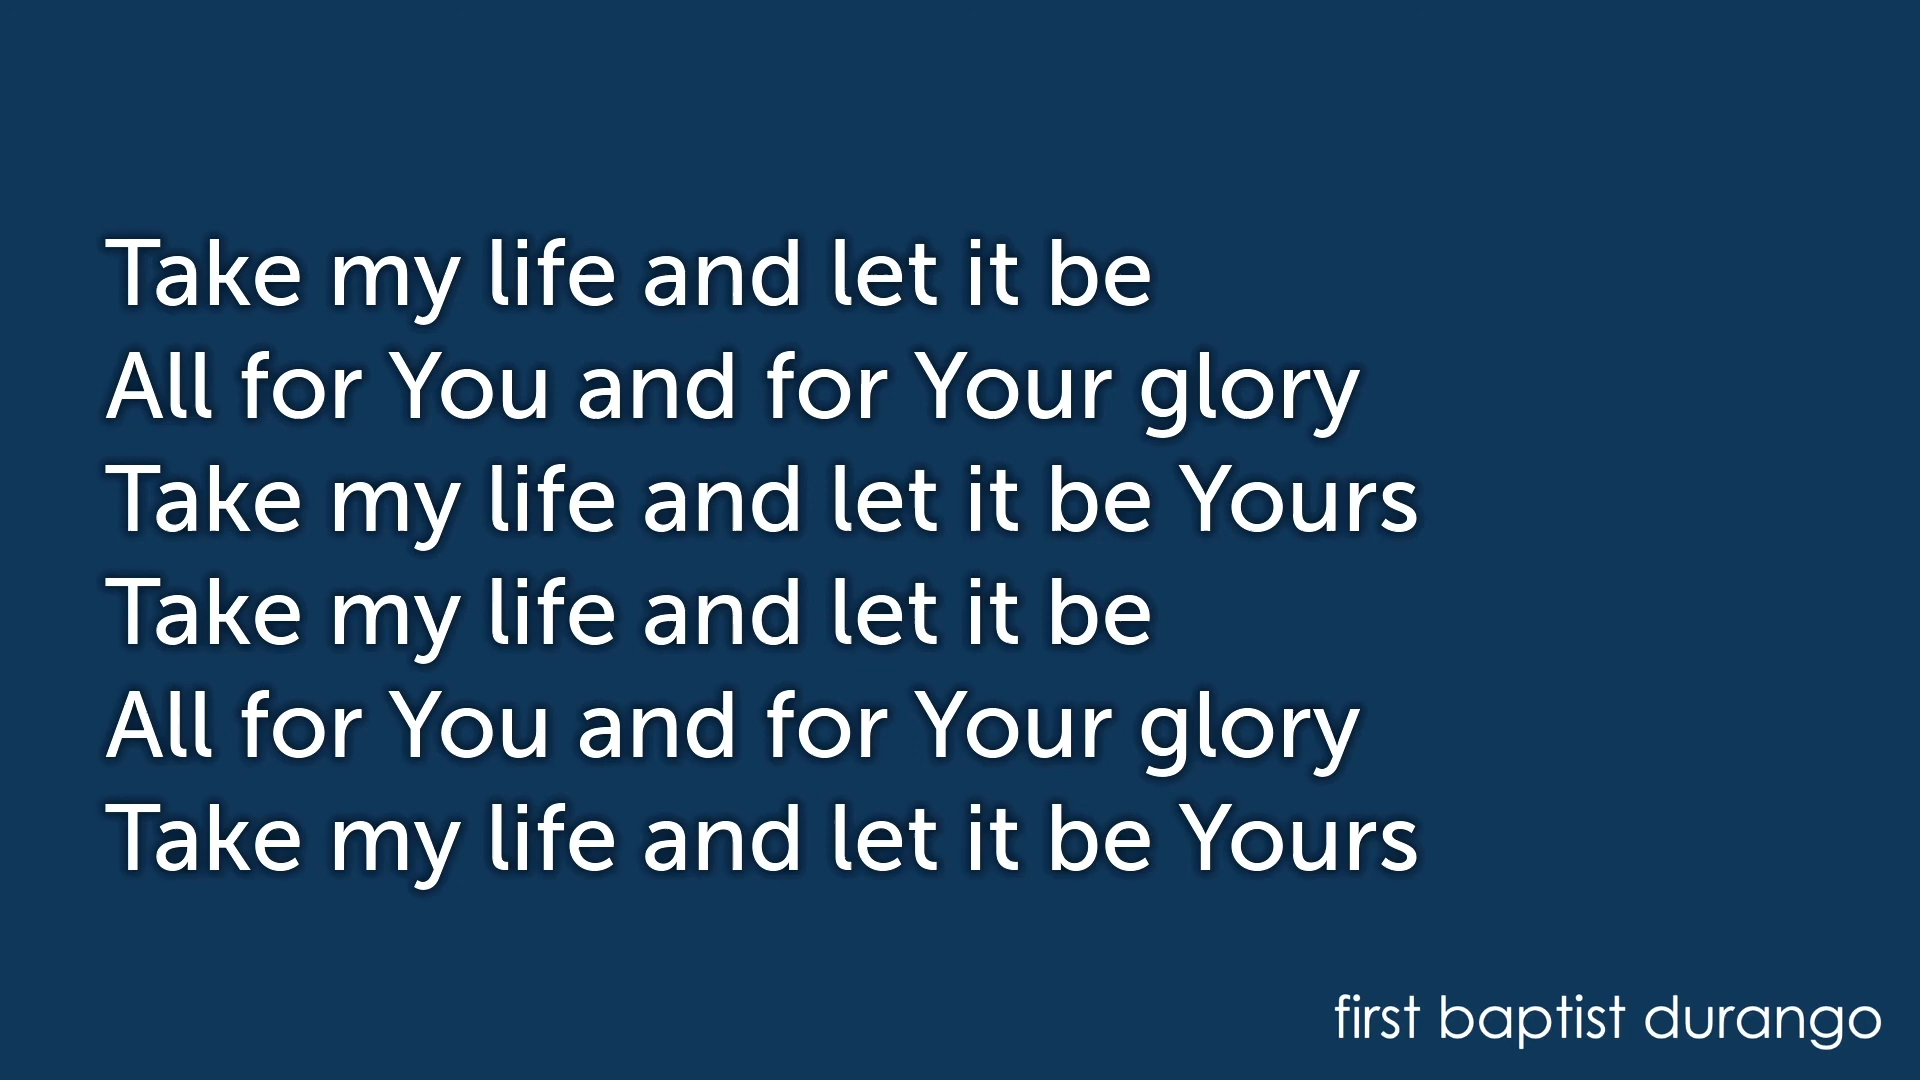 Take my life and let it be
All for You and for Your glory
Take my life and let it be Yours
Take my life and let it be
All for You and for Your glory
Take my life and let it be Yours
first baptist durango